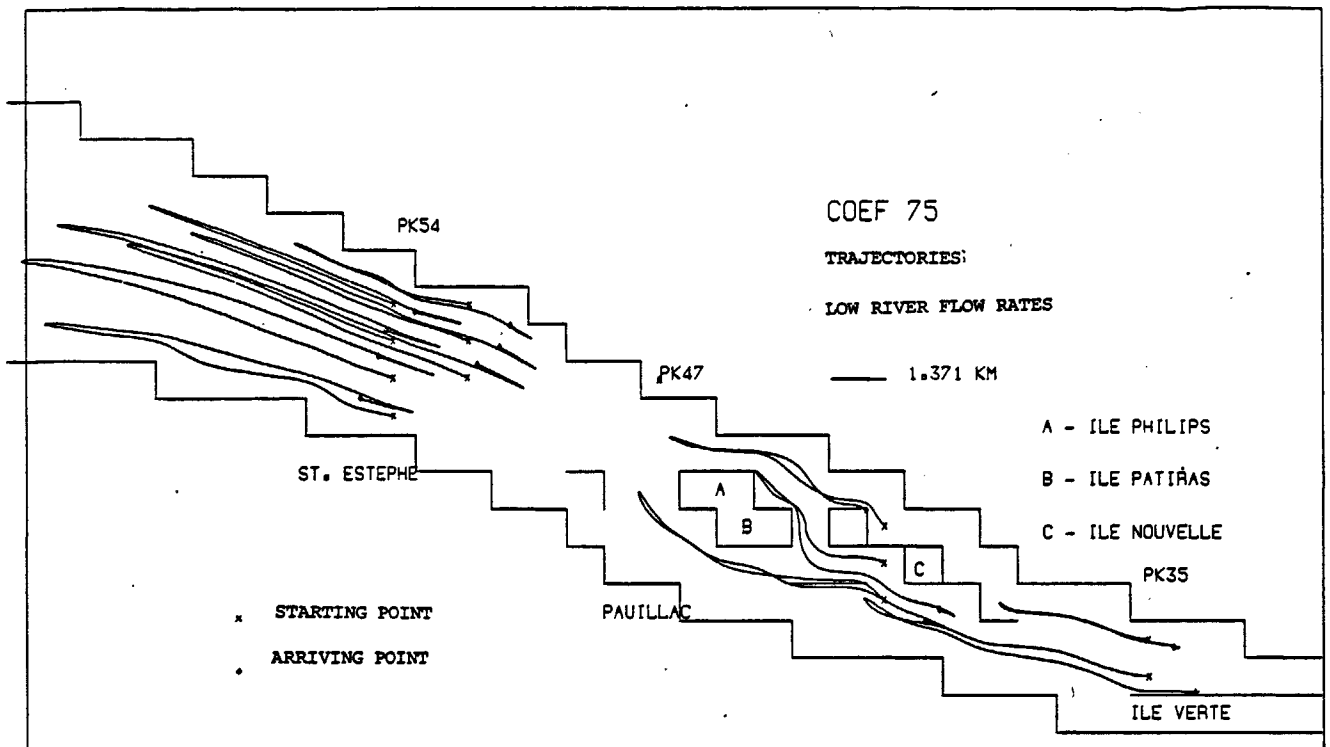 COEF 75
PK54
TRAJECTORIES:
LOW RIVER FLOW RATES
1.371 KM
PK47
A - ILE PHILIPS
ST. ESTEPHE
B - ILE PATIRAS
A
B
C - ILE NOUVELLE
C
PK35
STARTING POINT
PAUILLAC
ARRIVING POINT
ILE VERTE